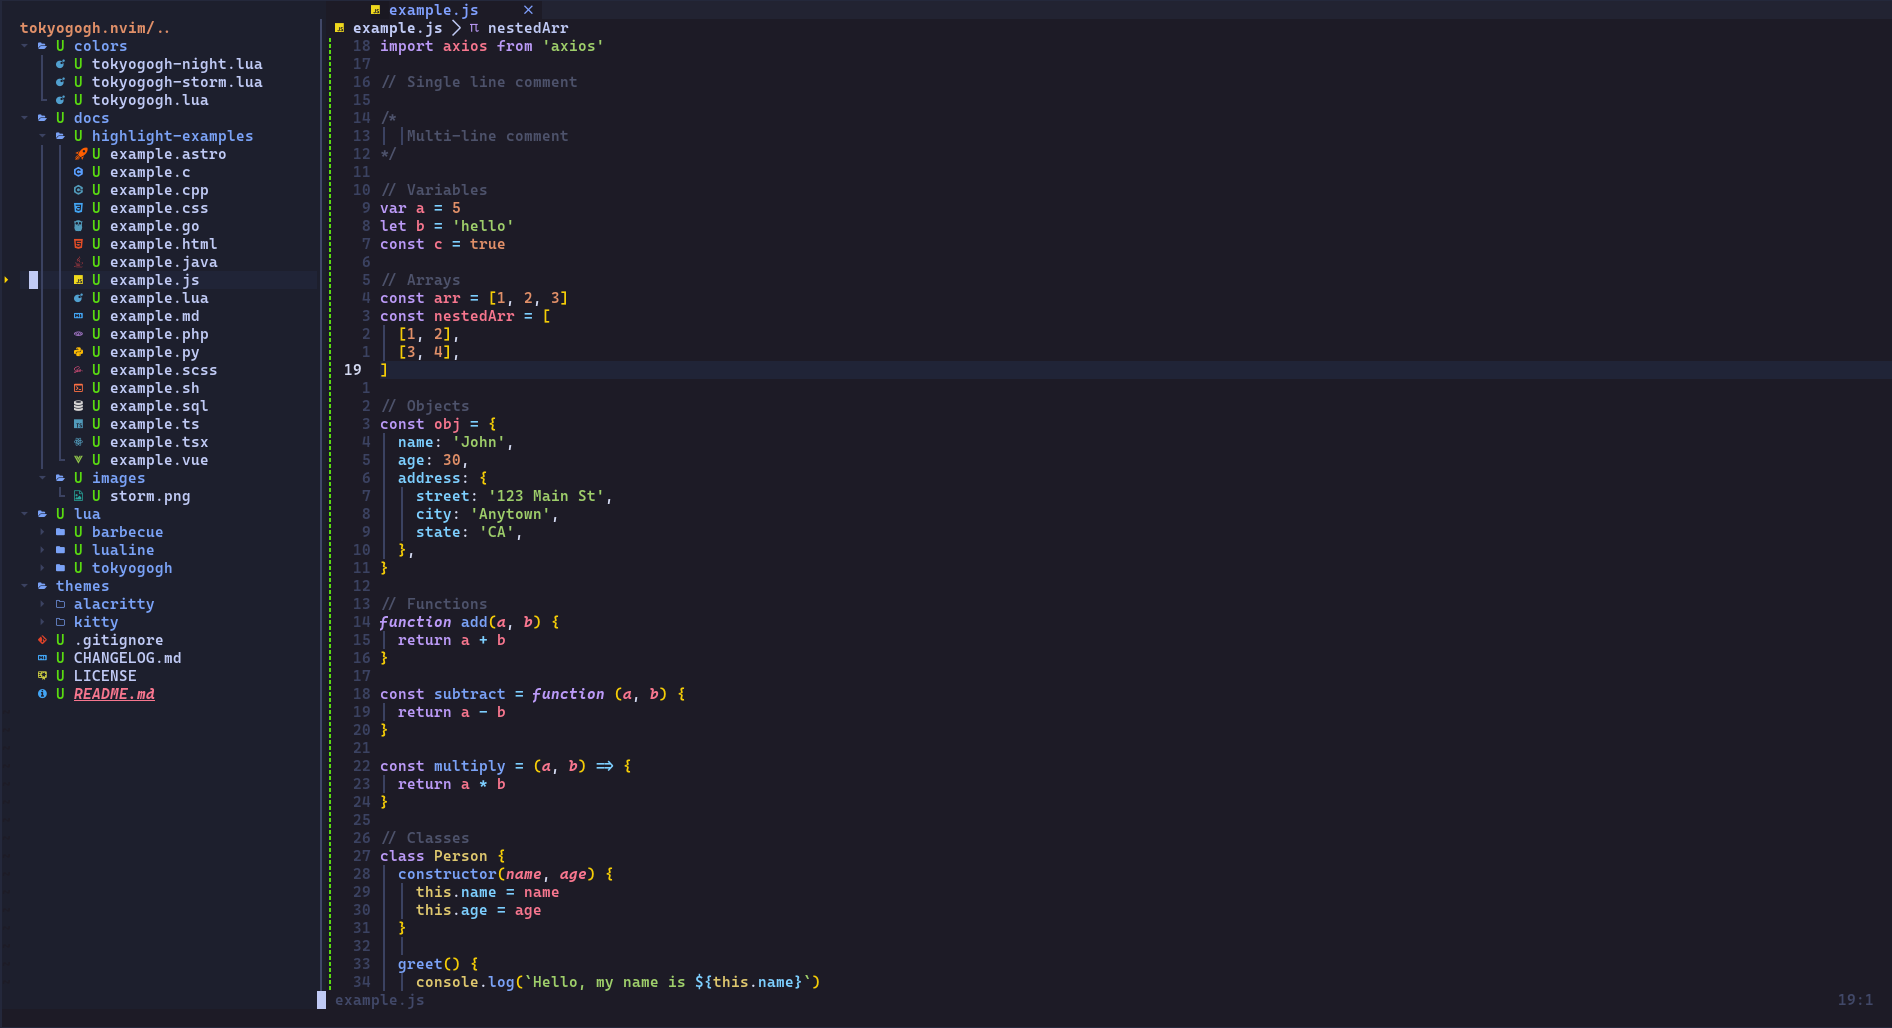 tokyogogh.nvim/..
U colors
U tokyogogh-night.lua
U tokyogogh-storm.lua
U tokyogogh.lua
U docs
U highlight-examples
U example.astro
U example.c
U example.cpp
U example.css
U example.go
U example.html
U example.java
U example.js
U example.lua
U example.md
U example.php
U example.py
U example.scss
U example.sh
U example.sql
U example.ts
U example.tsx
U example.vue
U images
U storm.png
U lua
U barbecue
U lualine
U tokyogogh
U themes
U alacritty
U kitty
U .gitignore
U CHANGELOG.md
U LICENSE
U README.md
example.js ×
example.js > π nestedArr
18 import axios from 'axios'
17
16 // Single line comment
15
14 /*
13 Multi-line comment
12 */
11
10 // Variables
9 var a = 5
8 let b = 'hello'
7 const c = true
6
5 // Arrays
4 const arr = [1, 2, 3]
3 const nestedArr = [
2 [1, 2],
1 [3, 4],
19 ]
1
2 // Objects
3 const obj = {
4 name: 'John',
5 age: 30,
6 address: {
7 street: '123 Main St',
8 city: 'Anytown',
9 state: 'CA',
10 },
11 }
12
13 // Functions
14 function add(a, b) {
15 return a + b
16 }
17
18 const subtract = function (a, b) {
19 return a - b
20 }
21
22 const multiply = (a, b) => {
23 return a * b
24 }
25
26 // Classes
27 class Person {
28 constructor(name, age) {
29 this.name = name
30 this.age = age
31 }
32
33 greet() {
34 console.log(`Hello, my name is ${this.name}`)
example.js 19:1